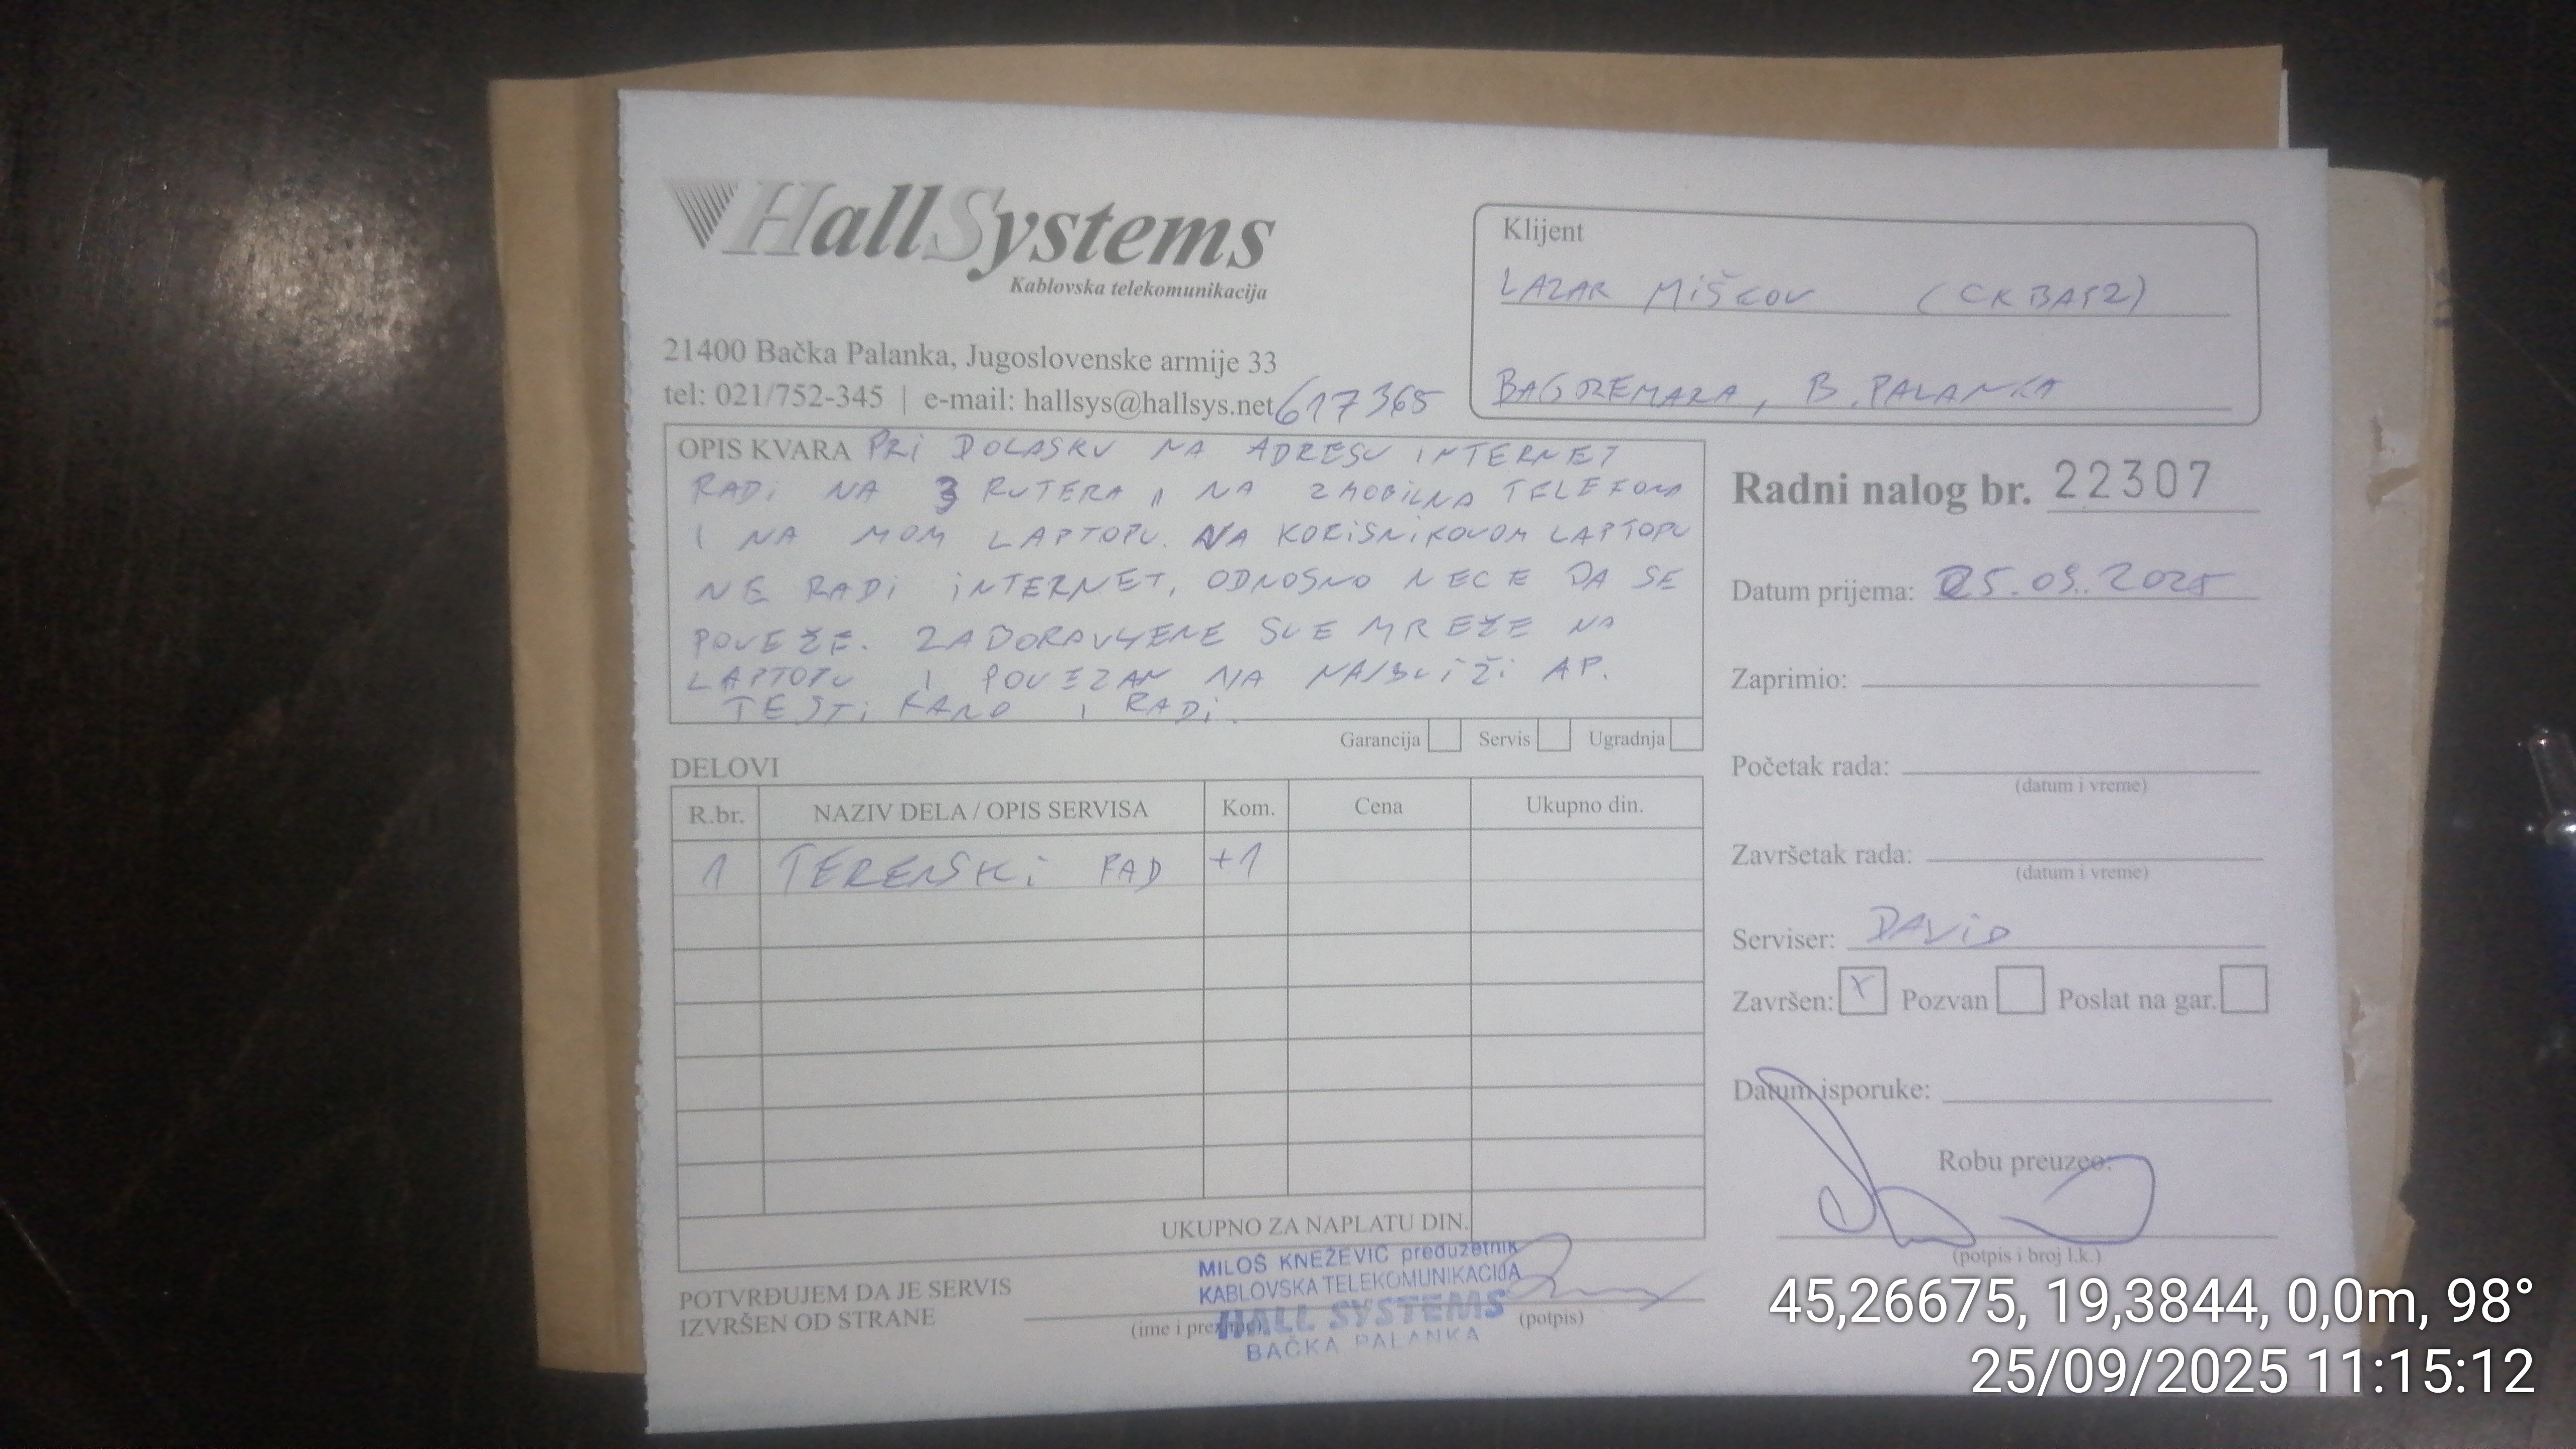 HallSystems
Kablovska telekomunikacija
21400 Bačka Palanka, Jugoslovenske armije 33
tel: 021/752-345 | e-mail: hallsys@hallsys.net
617365
Klijent
LAZAR MIŠKOV
B. PALANKA
OPIS KVARA PRI DOLASKU NA ADRESU INTERNET
RADI NA 3 RUTERA, NA 2 MOBILNA TELEFONA
I NA MOM LAPTOPU. NA KORISNIKOVOM LAPTOPU
NE RADI INTERNET, ODNOSNO NEĆE DA SE
POVEŽE. ZABORAVLJENE SVE MREŽE NA
LAPTOPU I POVEZAN NA NAJBLIŽI AP.
TESTIRANO I RADI.
Garancija Servis Ugradnja
Radni nalog br. 22307
Datum prijema: 25.09.2025
Zaprimio:
Početak rada:
(datum i vreme)
Završetak rada:
(datum i vreme)
Serviser: DAVID
Završen: X Pozvan Poslat na gar.
Datum isporuke:
Robu preuzeo:
(potpis i broj l.k.)
DELOVI
R.br. NAZIV DELA / OPIS SERVISA Kom. Cena Ukupno din.
1 TERENSKI RAD +1
UKUPNO ZA NAPLATU DIN.
POTVRĐUJEM DA JE SERVIS
IZVRŠEN OD STRANE
(potpis)
MILOŠ KNEŽEVIĆ preduzetnik
KABLOVSKA TELEKOMUNIKACIJA
HALL SYSTEMS
BAČKA PALANKA
45,26675, 19,3844, 0,0m, 98°
25/09/2025 11:15:12